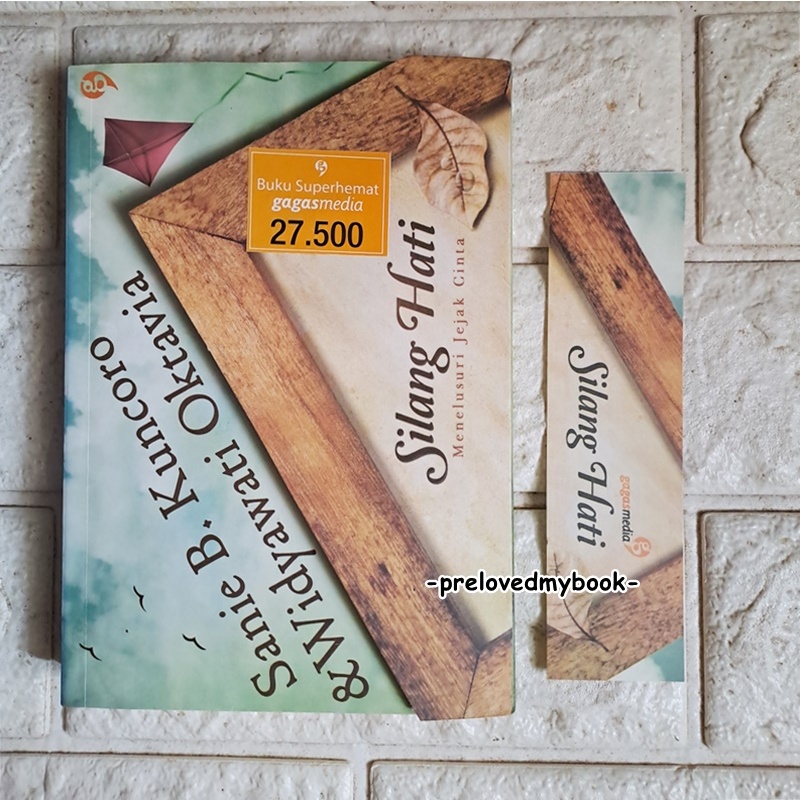 Buku Superhemat
gagasmedia
27.500
Silang Hati
Menelusuri Jejak Cinta
Sanie B. Kuncoro
&Widyawati Oktavia
Silang Hati
gagasmedia
-prelovedmybook-